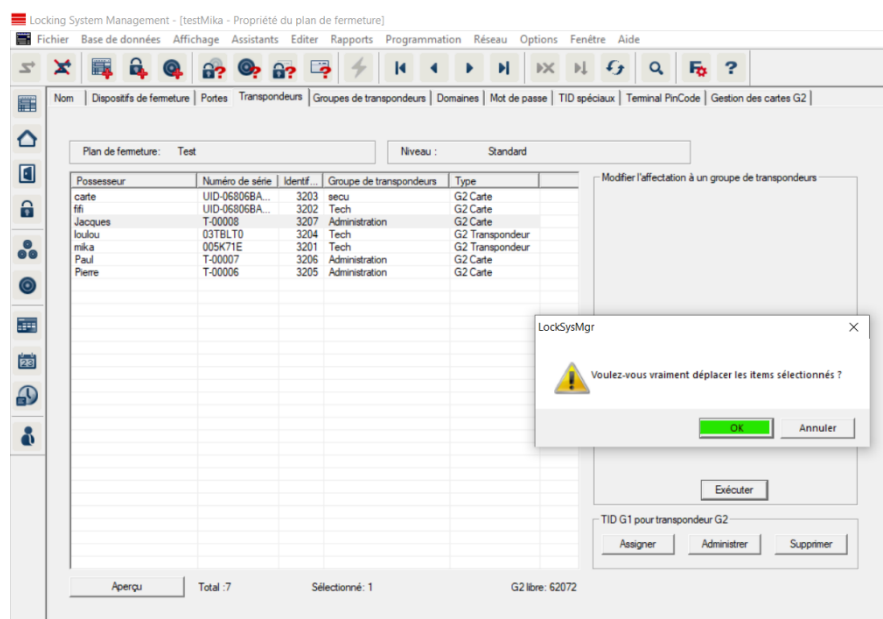 Locking System Management - [testMika - Propriété du plan de fermeture]
Fichier Base de données Affichage Assistants Editer Rapports Programmation Réseau Options Fenêtre Aide
Nom Dispositifs de fermeture Portes Transpondeurs Groupes de transpondeurs Domaines Mot de passe TID spéciaux Terminal PinCode Gestion des cartes G2
Plan de fermeture: Test Niveau : Standard
Modifier l'affectation à un groupe de transpondeurs
Possesseur Numéro de série Identif... Groupe de transpondeurs Type
carte UID-06806BA... 3203 secu G2 Carte
fifi UID-06806BA... 3202 Tech G2 Carte
Jacques T-00008 3207 Administration G2 Carte
loulou 03TBLT0 3204 Tech G2 Transpondeur
mika 005K71E 3201 Tech G2 Transpondeur
Paul T-00007 3206 Administration G2 Carte
Pierre T-00006 3205 Administration G2 Carte
LockSysMgr
Voulez-vous vraiment déplacer les items sélectionnés ?
OK Annuler
Exécuter
TID G1 pour transpondeur G2
Assigner Administrer Supprimer
Aperçu Total :7 Sélectionné: 1 G2 libre: 62072